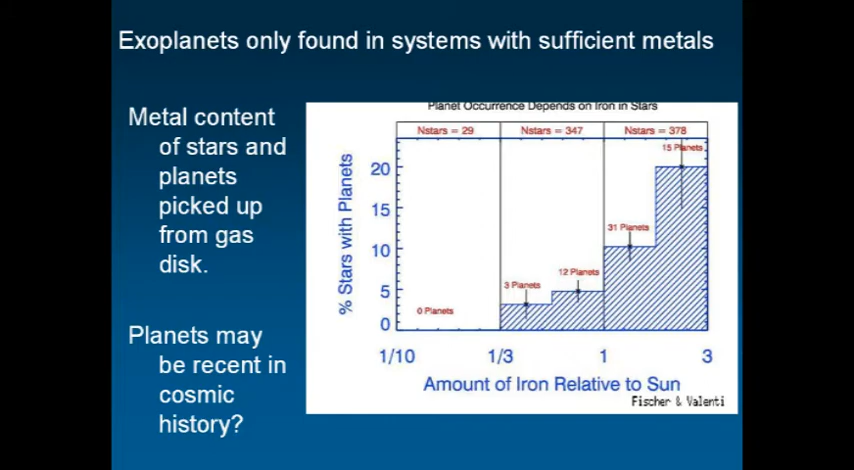 Exoplanets only found in systems with sufficient metals
Metal content
of stars and
planets
picked up
from gas
disk.
Planets may
be recent in
cosmic
history?
Planet Occurrence Depends on Iron in Stars
Nstars = 29 Nstars = 347 Nstars = 378
% Stars with Planets
20
15
10
5
0
0 Planets
3 Planets
12 Planets
31 Planets
15 Planets
1/10 1/3 1 3
Amount of Iron Relative to Sun
Fischer & Valenti